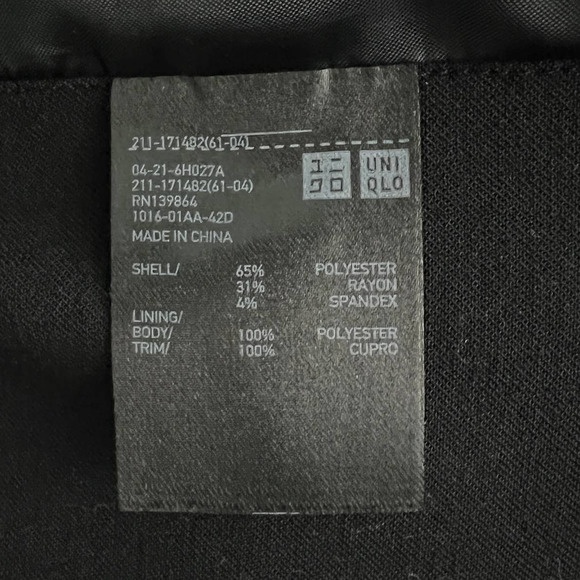 211-171482(61-04)
04-21-6H027A
211-171482(61-04)
RN139864
1016-01AA-42D
MADE IN CHINA
ユニ
クロ
UNI
QLO
SHELL/ 65% POLYESTER
31% RAYON
4% SPANDEX
LINING/
BODY/ 100% POLYESTER
TRIM/ 100% CUPRO